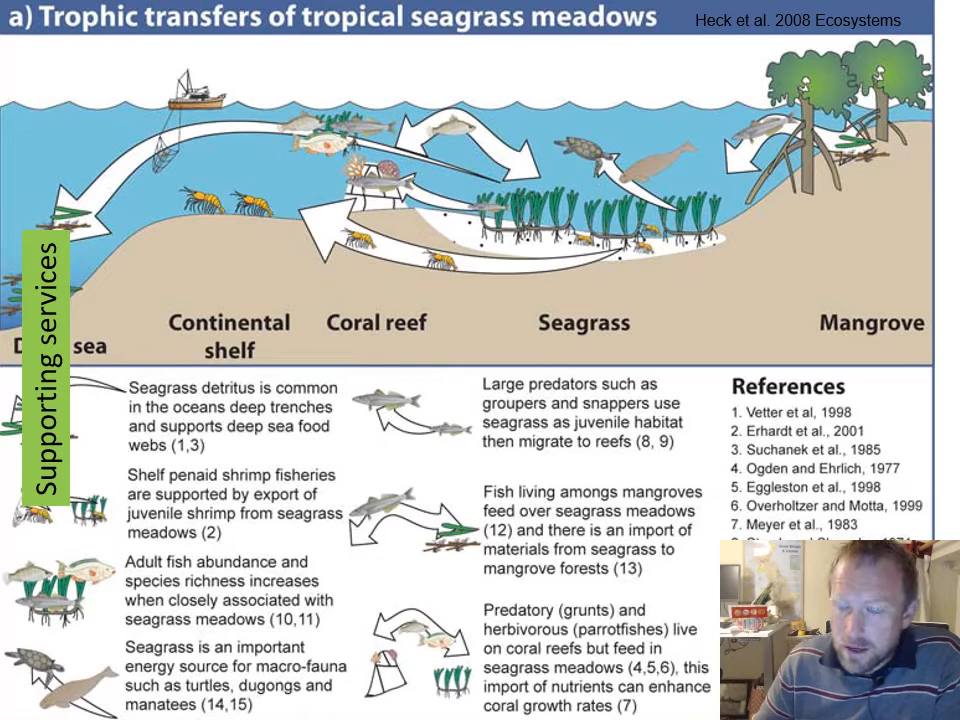 a) Trophic transfers of tropical seagrass meadows
Heck et al. 2008 Ecosystems
Supporting services
sea
Continental
shelf
Coral reef
Seagrass
Mangrove
Seagrass detritus is common
in the oceans deep trenches
and supports deep sea food
webs (1,3)
Shelf penaid shrimp fisheries
are supported by export of
juvenile shrimp from seagrass
meadows (2)
Adult fish abundance and
species richness increases
when closely associated with
seagrass meadows (10,11)
Seagrass is an important
energy source for macro-fauna
such as turtles, dugongs and
manatees (14,15)
Large predators such as
groupers and snappers use
seagrass as juvenile habitat
then migrate to reefs (8, 9)
Fish living amongs mangroves
feed over seagrass meadows
(12) and there is an import of
materials from seagrass to
mangrove forests (13)
Predatory (grunts) and
herbivorous (parrotfishes) live
on coral reefs but feed in
seagrass meadows (4,5,6), this
import of nutrients can enhance
coral growth rates (7)
References
1. Vetter et al, 1998
2. Erhardt et al., 2001
3. Suchanek et al., 1985
4. Ogden and Ehrlich, 1977
5. Eggleston et al., 1998
6. Overholtzer and Motta, 1999
7. Meyer et al., 1983